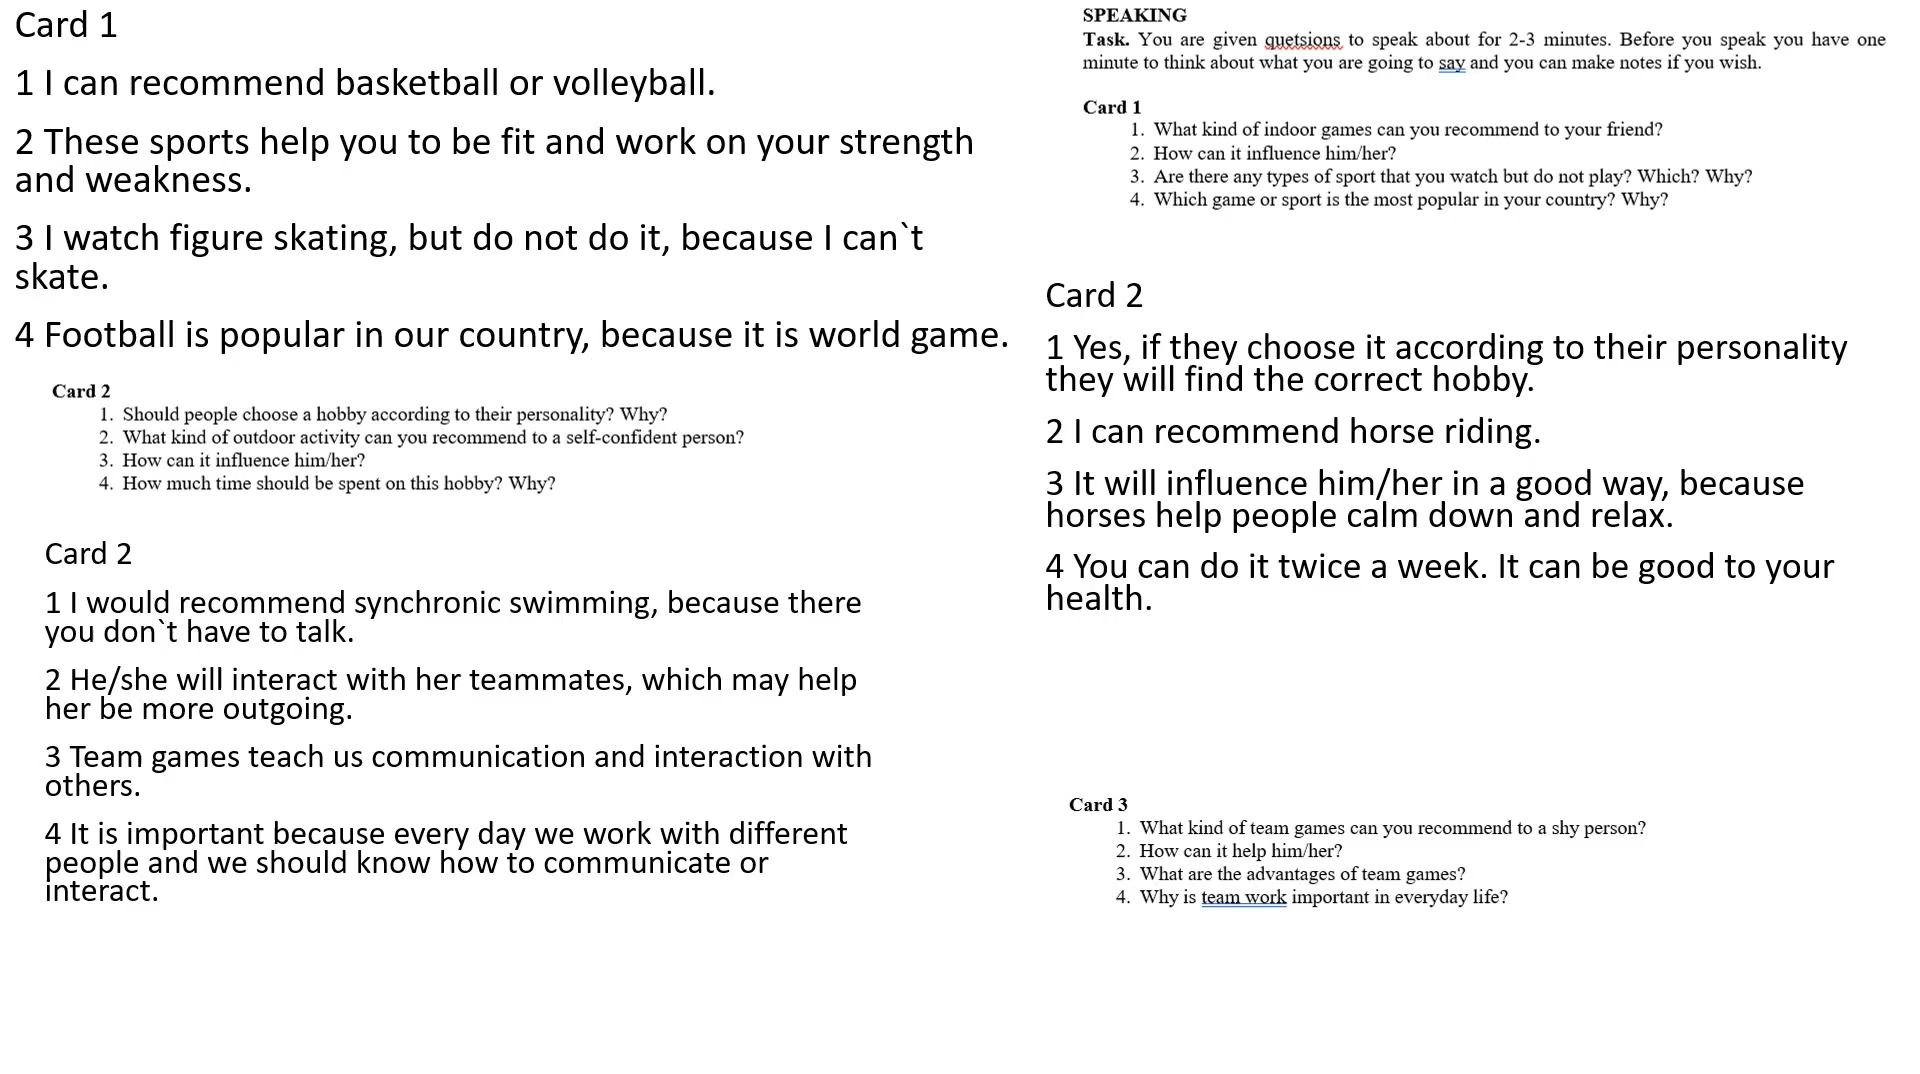 Card 1
1 I can recommend basketball or volleyball.
2 These sports help you to be fit and work on your strength
and weakness.
3 I watch figure skating, but do not do it, because I can`t
skate.
4 Football is popular in our country, because it is world game.
SPEAKING
Task. You are given quetsions to speak about for 2-3 minutes. Before you speak you have one
minute to think about what you are going to say and you can make notes if you wish.
Card 1
1. What kind of indoor games can you recommend to your friend?
2. How can it influence him/her?
3. Are there any types of sport that you watch but do not play? Which? Why?
4. Which game or sport is the most popular in your country? Why?
Card 2
1. Should people choose a hobby according to their personality? Why?
2. What kind of outdoor activity can you recommend to a self-confident person?
3. How can it influence him/her?
4. How much time should be spent on this hobby? Why?
Card 2
1 Yes, if they choose it according to their personality
they will find the correct hobby.
2 I can recommend horse riding.
3 It will influence him/her in a good way, because
horses help people calm down and relax.
4 You can do it twice a week. It can be good to your
health.
Card 2
1 I would recommend synchronic swimming, because there
you don`t have to talk.
2 He/she will interact with her teammates, which may help
her be more outgoing.
3 Team games teach us communication and interaction with
others.
4 It is important because every day we work with different
people and we should know how to communicate or
interact.
Card 3
1. What kind of team games can you recommend to a shy person?
2. How can it help him/her?
3. What are the advantages of team games?
4. Why is team work important in everyday life?